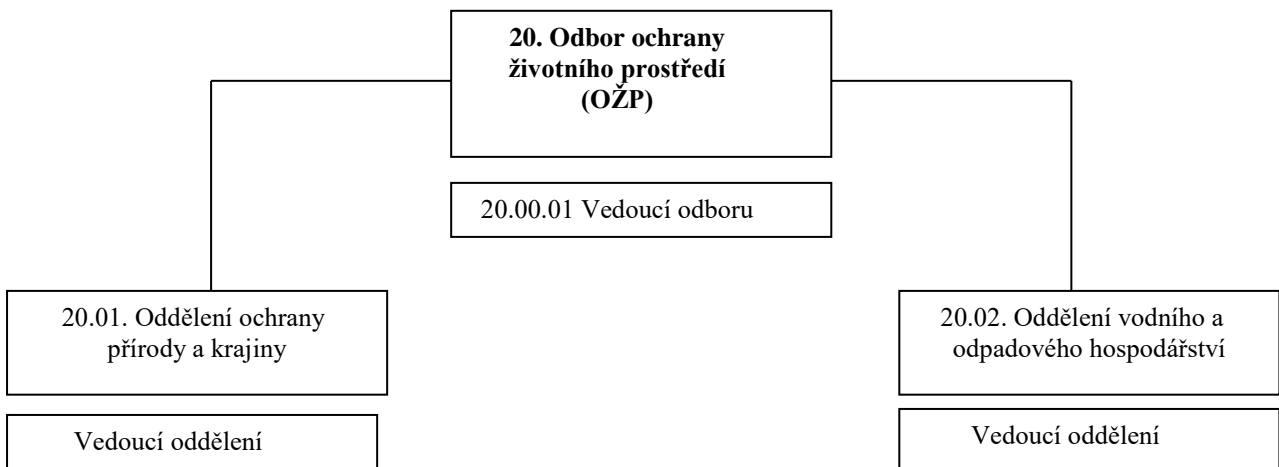 20. Odbor ochrany
životního prostředí
(OŽP)
20.00.01 Vedoucí odboru
20.01. Oddělení ochrany
přírody a krajiny
Vedoucí oddělení
20.02. Oddělení vodního a
odpadového hospodářství
Vedoucí oddělení